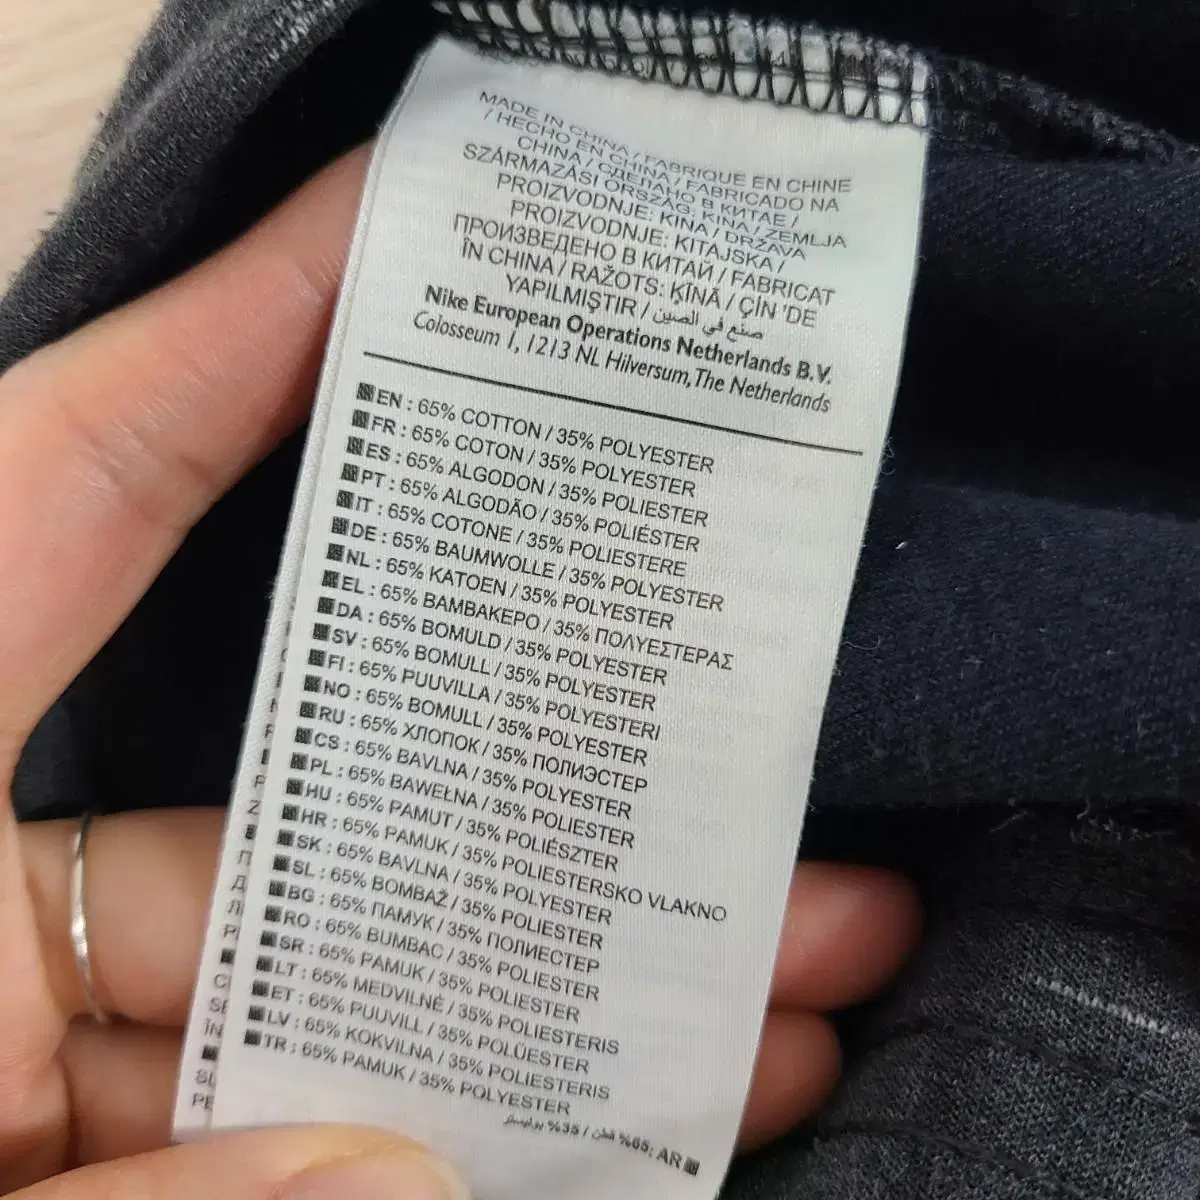 MADE IN CHINA / FABRIQUE EN CHINE
/ HECHO EN CHINA / FABRICADO NA
CHINA / СДЕЛАНО В КИТАЕ /
SZÁRMAZÁSI ORSZÁG: KÍNA / ZEMLJA
PROIZVODNJE: KINA / DRŽAVA
PROIZVODNJE: KITAJSKA /
ПРОИЗВЕДЕНО В КИТАЙ / FABRICAT
ÎN CHINA / RAŽOTS: ĶĪNĀ / ÇİN 'DE
YAPILMIŞTIR / صنع في الصين
Nike European Operations Netherlands B.V.
Colosseum 1, 1213 NL Hilversum, The Netherlands
EN : 65% COTTON / 35% POLYESTER
FR : 65% COTON / 35% POLYESTER
ES : 65% ALGODON / 35% POLIESTER
PT : 65% ALGODÃO / 35% POLIÉSTER
IT : 65% COTONE / 35% POLIESTERE
DE : 65% BAUMWOLLE / 35% POLYESTER
NL : 65% KATOEN / 35% POLYESTER
EL : 65% ΒΑΜΒΑΚΕΡΟ / 35% ΠΟΛΥΕΣΤΕΡΑΣ
DA : 65% BOMULD / 35% POLYESTER
SV : 65% BOMULL / 35% POLYESTER
FI : 65% PUUVILLA / 35% POLYESTERI
NO : 65% BOMULL / 35% POLYESTER
RU : 65% ХЛОПОК / 35% ПОЛИЭСТЕР
CS : 65% BAVLNA / 35% POLYESTER
PL : 65% BAWEŁNA / 35% POLIESTER
HU : 65% PAMUT / 35% POLIÉSZTER
HR : 65% PAMUK / 35% POLIESTERSKO VLAKNO
SK : 65% BAVLNA / 35% POLYESTER
SL : 65% BOMBAŽ / 35% POLIESTER
BG : 65% ПАМУК / 35% ПОЛИЕСТЕР
RO : 65% BUMBAC / 35% POLIESTER
SR : 65% PAMUK / 35% POLIESTER
LT : 65% MEDVILNĖ / 35% POLIESTERIS
ET : 65% PUUVILL / 35% POLÜESTER
LV : 65% KOKVILNA / 35% POLIESTERIS
TR : 65% PAMUK / 35% POLYESTER
AR :65% قطن / 35% بوليستر